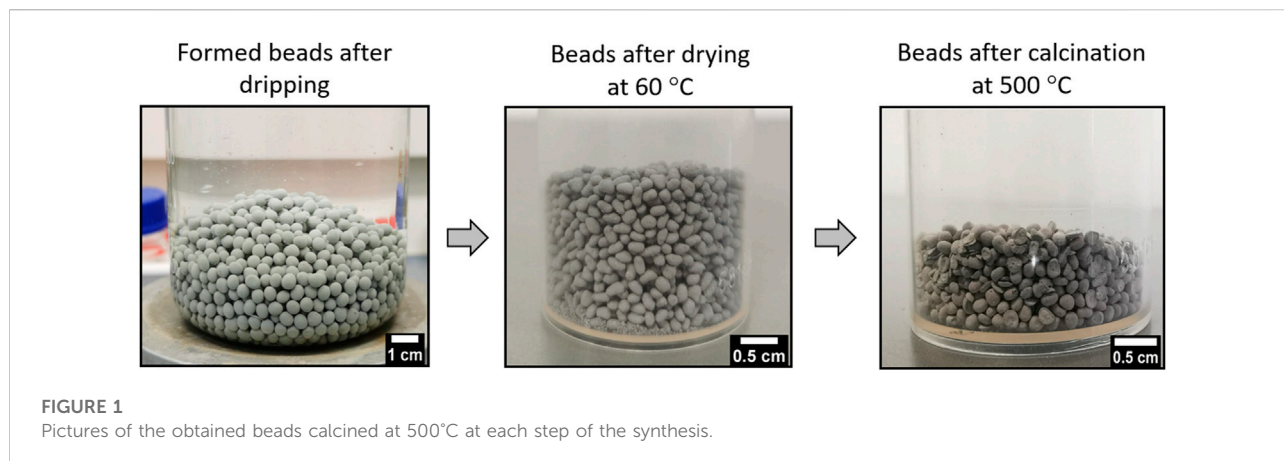 Formed beads after
dripping
Beads after drying
at 60 °C
Beads after calcination
at 500 °C
1 cm
0.5 cm
0.5 cm
FIGURE 1
Pictures of the obtained beads calcined at 500°C at each step of the synthesis.